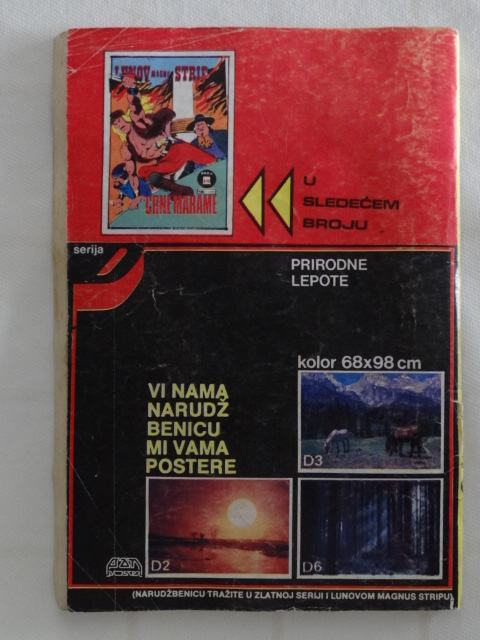 LUNOV MAGNUS STRIP
CRNE MARAME
U
SLEDEĆEM
BROJU
serija
D
PRIRODNE
LEPOTE
kolor 68x98 cm
VI NAMA
NARUDŽ
BENICU
MI VAMA
POSTERE
D3
D2
D6
(NARUDŽBENICU TRAŽITE U ZLATNOJ SERIJI I LUNOVOM MAGNUS STRIPU)